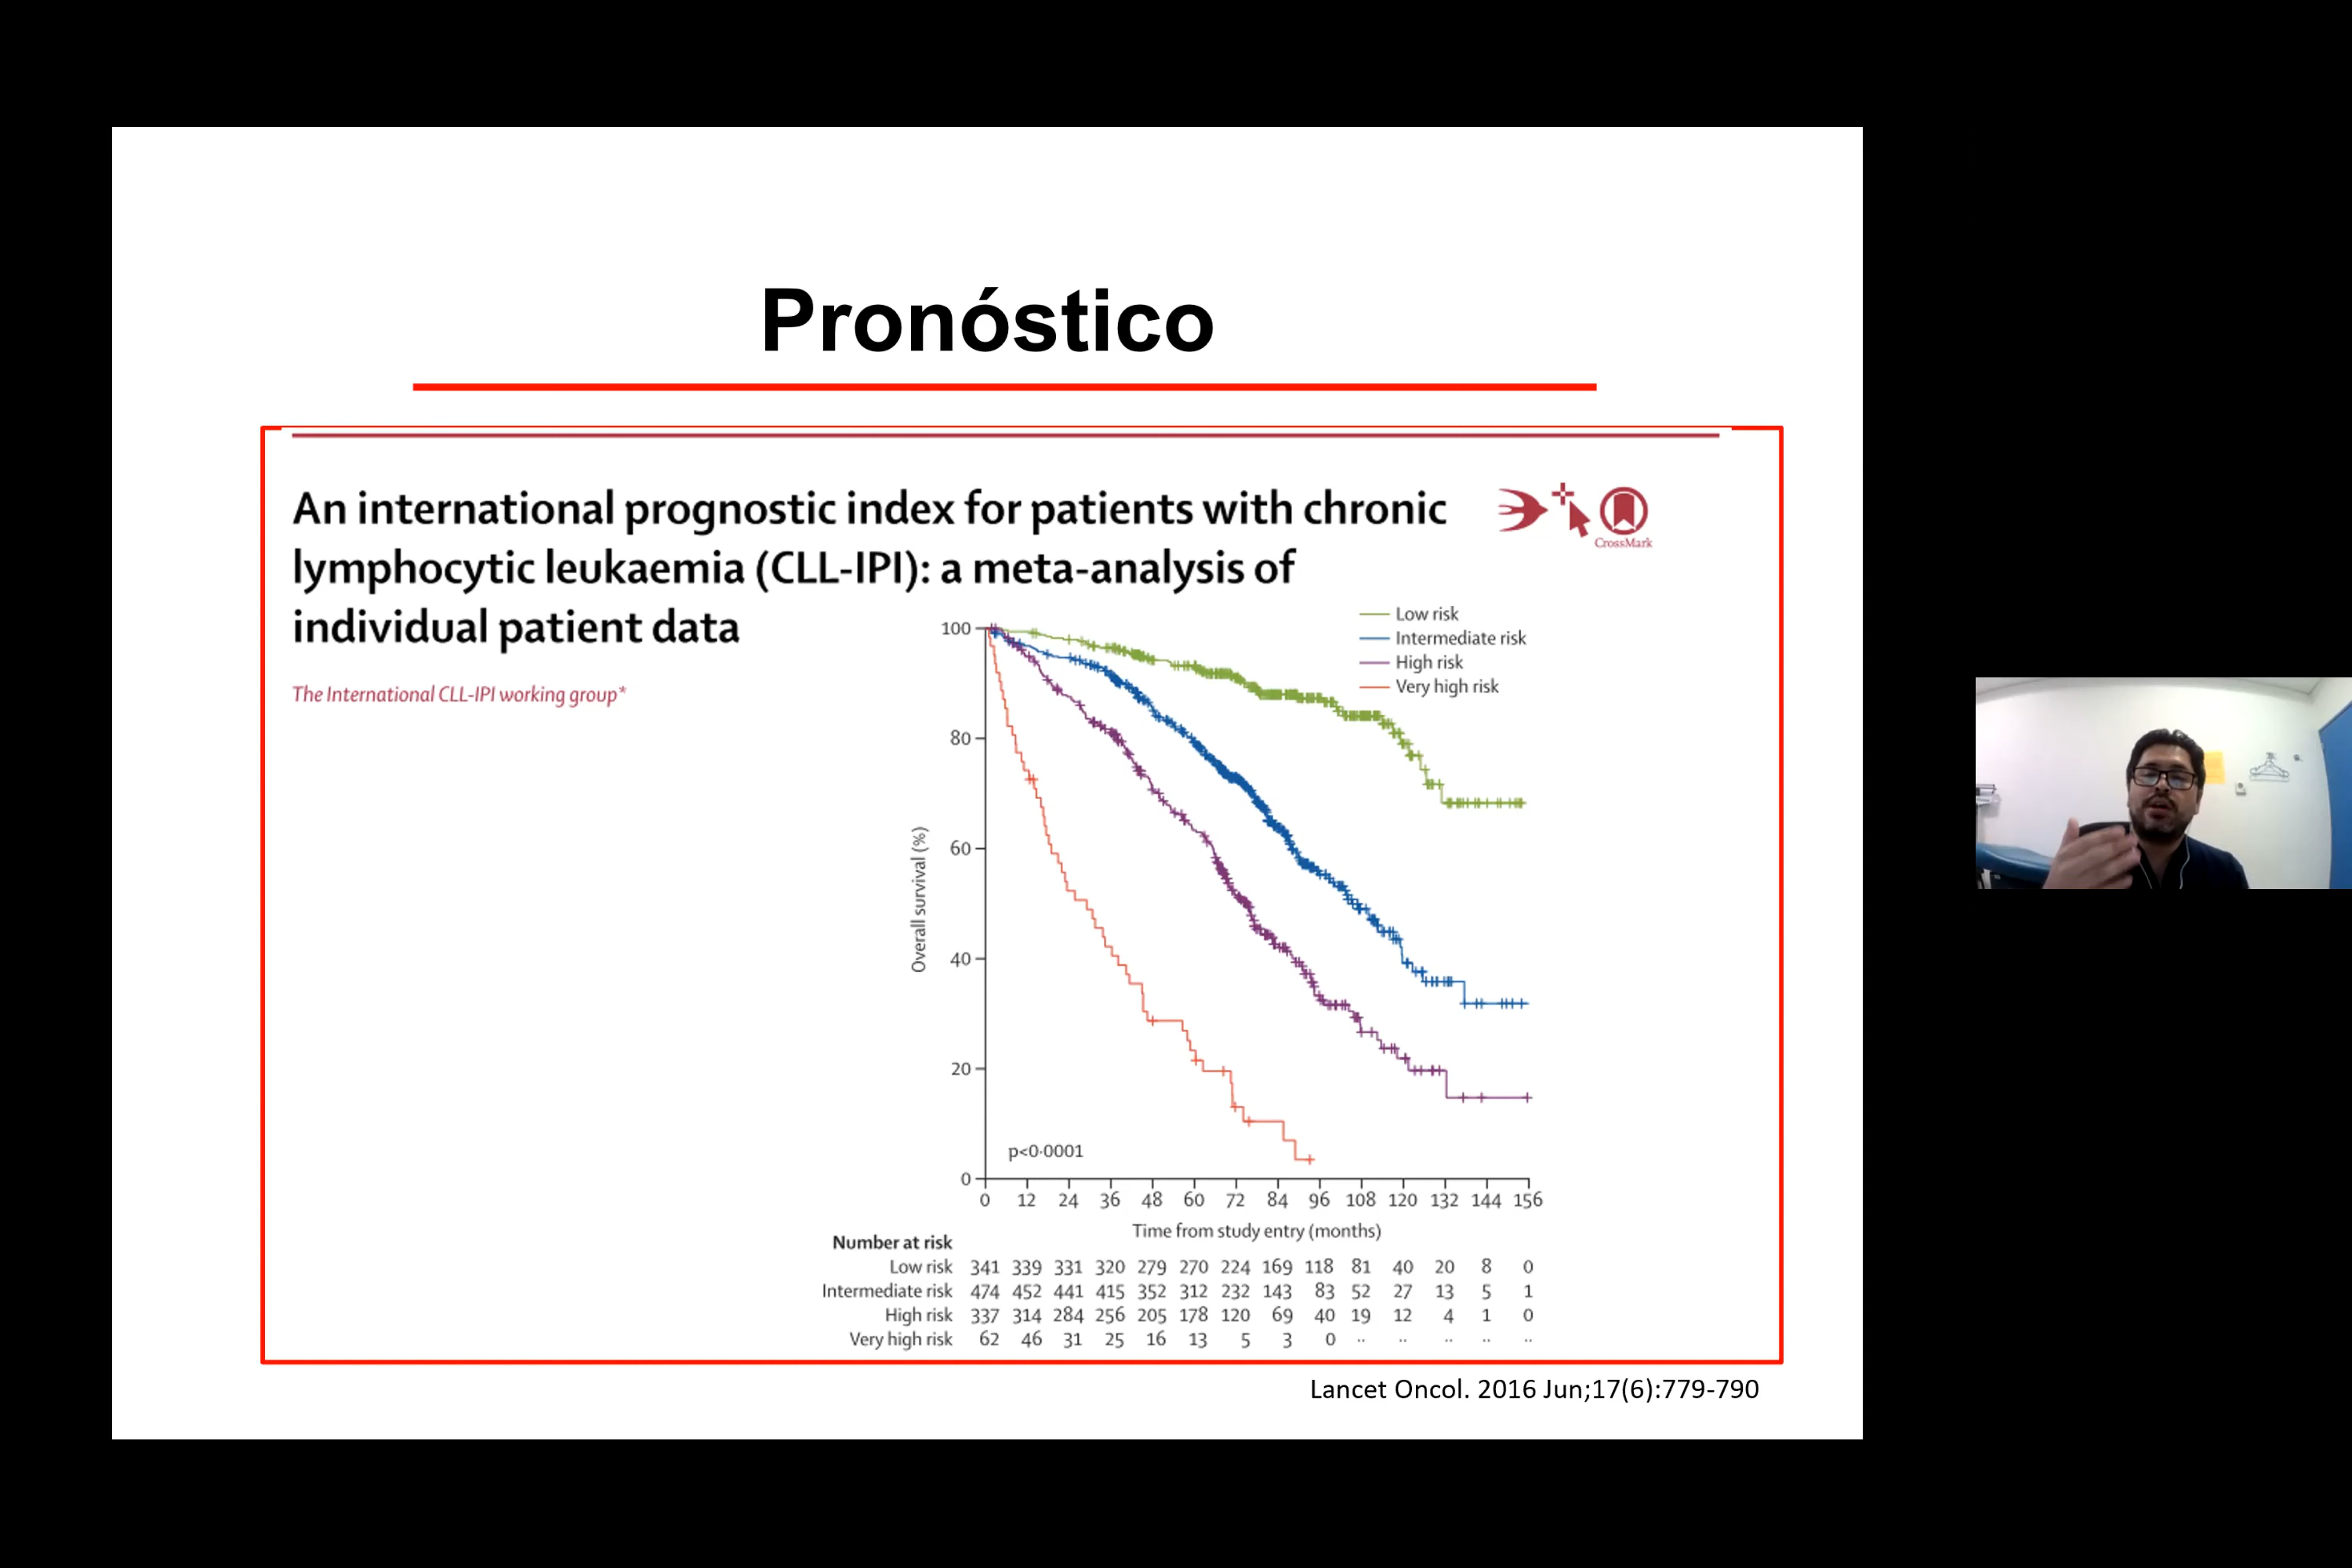 Pronóstico
An international prognostic index for patients with chronic
lymphocytic leukaemia (CLL-IPI): a meta-analysis of
individual patient data
CrossMark
The International CLL-IPI working group*
Low risk
Intermediate risk
High risk
Very high risk
100
80
60
40
20
0
Overall survival (%)
p<0·0001
0 12 24 36 48 60 72 84 96 108 120 132 144 156
Time from study entry (months)
Number at risk
Low risk 341 339 331 320 279 270 224 169 118 81 40 20 8 0
Intermediate risk 474 452 441 415 352 312 232 143 83 52 27 13 5 1
High risk 337 314 284 256 205 178 120 69 40 19 12 4 1 0
Very high risk 62 46 31 25 16 13 5 3 0 ·· ·· ·· ·· ··
Lancet Oncol. 2016 Jun;17(6):779-790